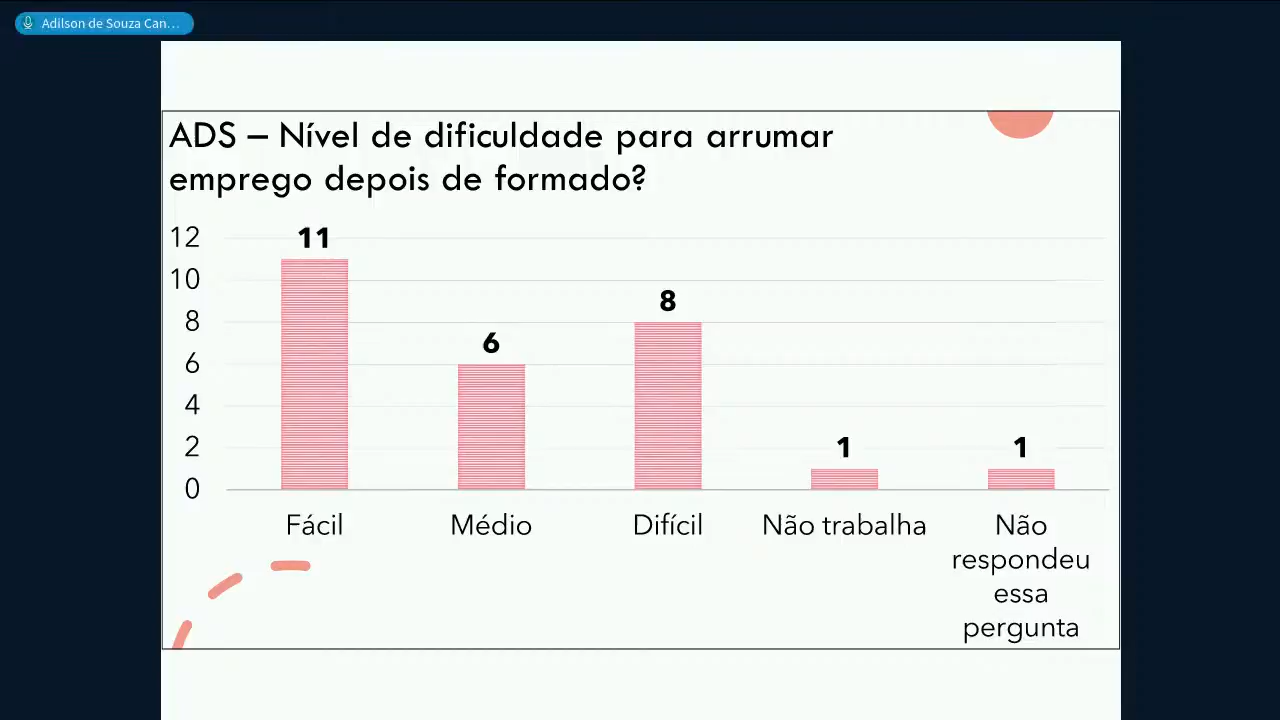 Adilson de Souza Can...
ADS – Nível de dificuldade para arrumar
emprego depois de formado?
12
10
8
6
4
2
0
11
6
8
1
1
Fácil
Médio
Difícil
Não trabalha
Não
respondeu
essa
pergunta